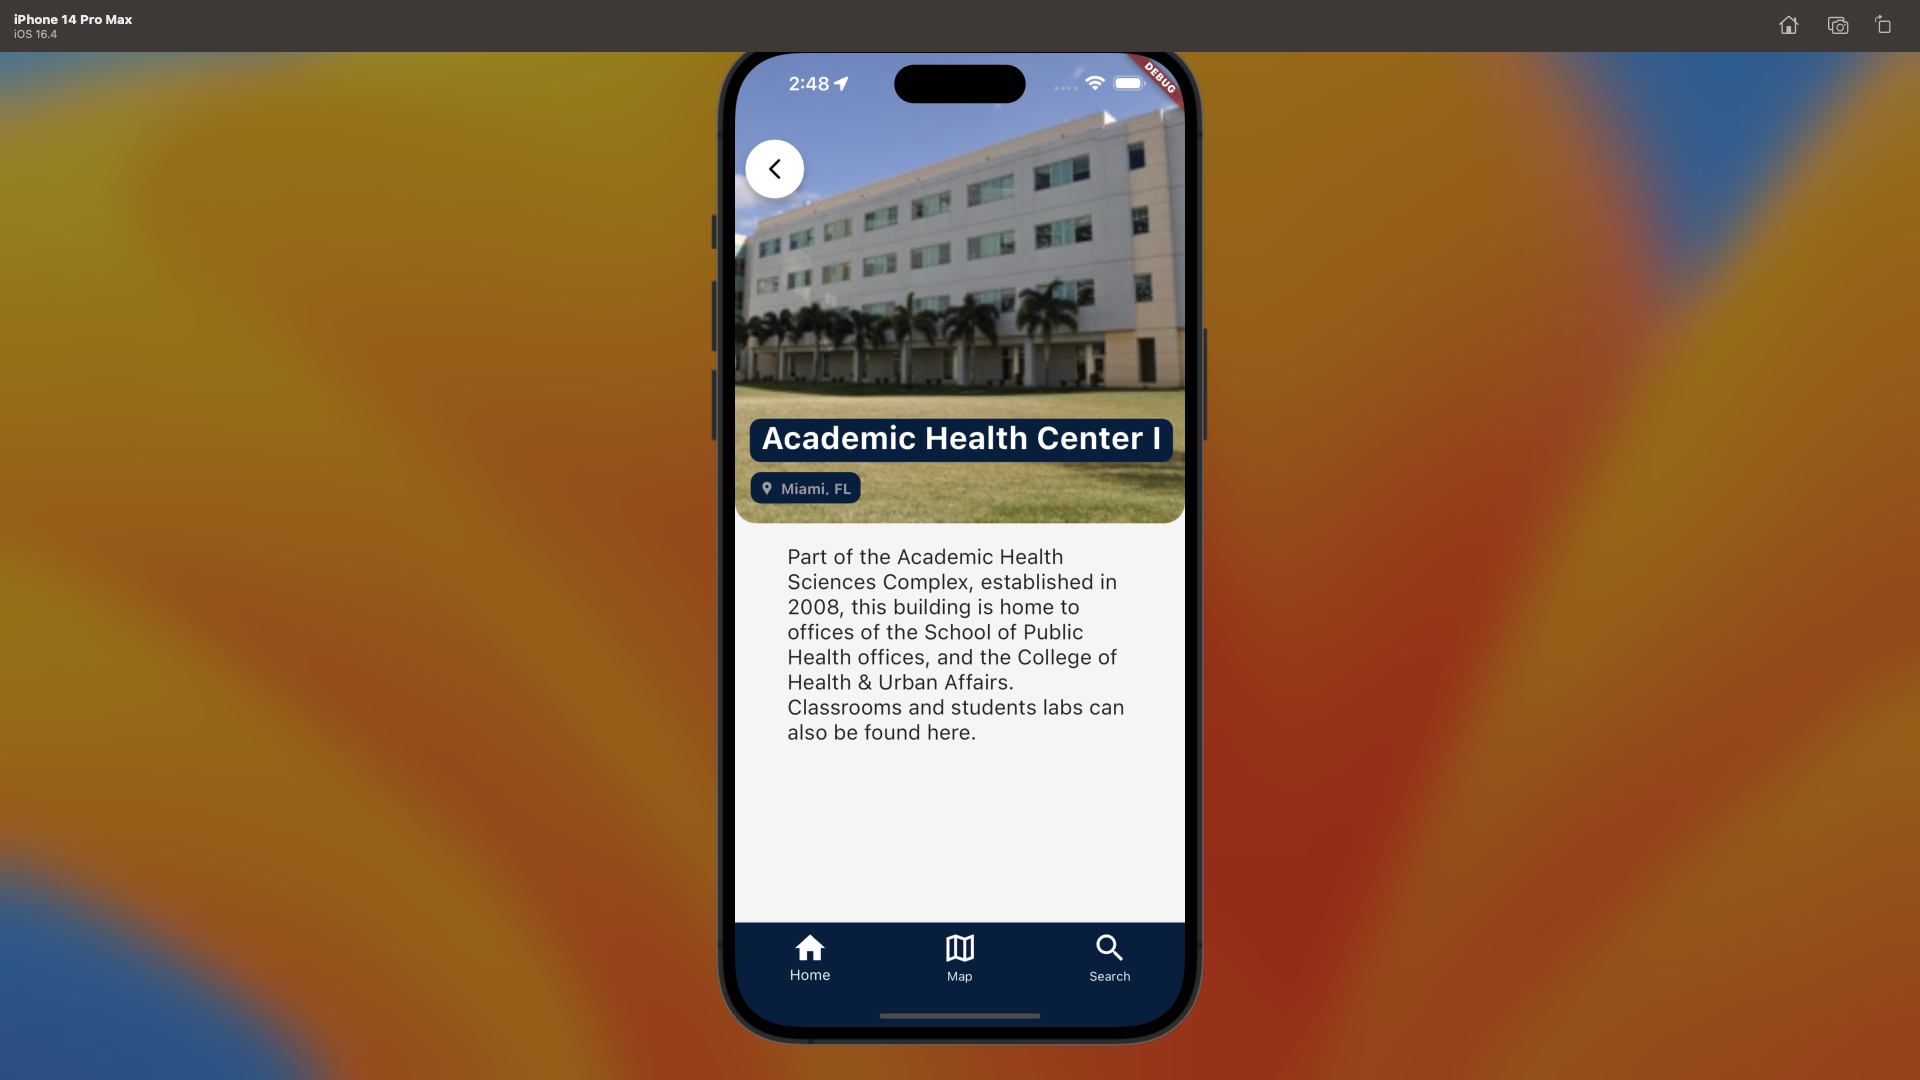 iPhone 14 Pro Max
iOS 16.4
2:48
DEBUG
Academic Health Center I
Miami, FL
Part of the Academic Health
Sciences Complex, established in
2008, this building is home to
offices of the School of Public
Health offices, and the College of
Health & Urban Affairs.
Classrooms and students labs can
also be found here.
Home
Map
Search